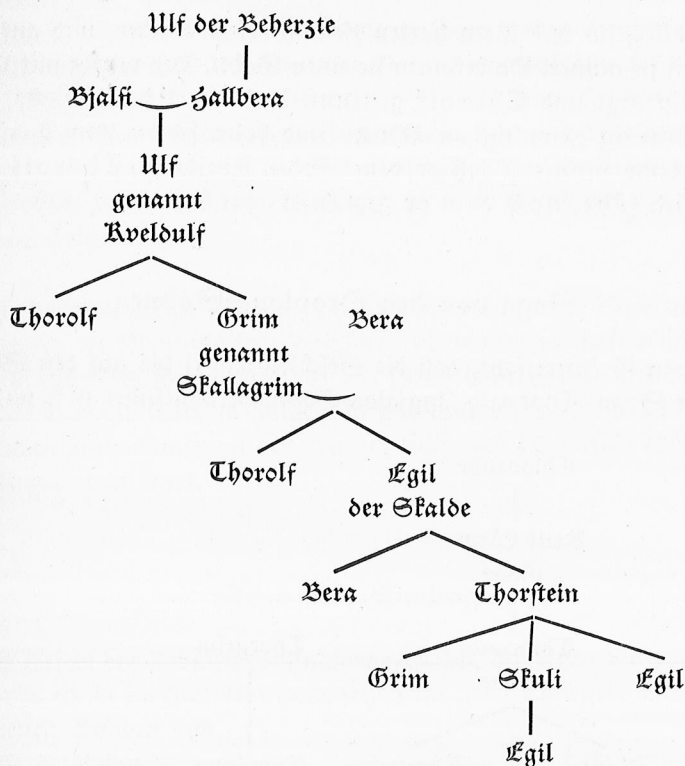 Ulf der Beherzte
Bjalfi Hallbera
Ulf
genannt
Kveldulf
Thorolf Grim Bera
genannt
Skallagrim
Thorolf Egil
der Skalde
Bera Thorstein
Grim Skuli Egil
Egil